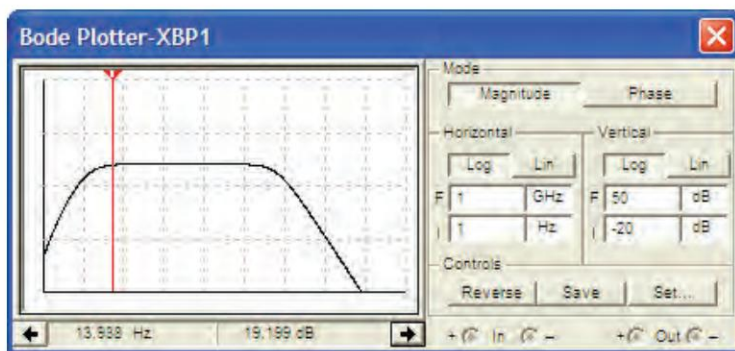 Bode Plotter-XBP1
Mode
Magnitude Phase
Horizontal Vertical
Log Lin Log Lin
F 1 GHz F 50 dB
I 1 Hz I -20 dB
Controls
Reverse Save Set...
13.988 Hz 19.199 dB
+ In - + Out -